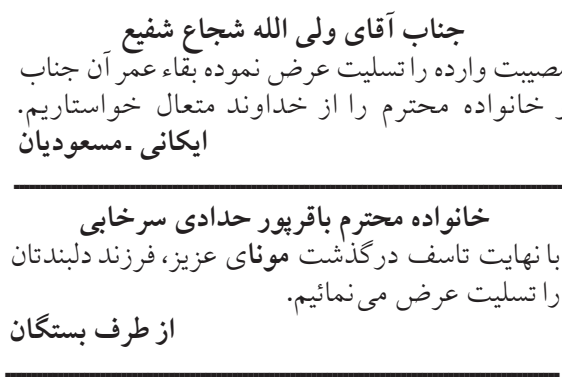 جناب آقای ولی الله شجاع شفیع
مصیبت وارده را تسلیت عرض نموده بقاء عمر آن جناب
و خانواده محترم را از خداوند متعال خواستاریم.
ایکانی ـ مسعودیان
خانواده محترم باقرپور حدادی سرخابی
با نهایت تاسف درگذشت مونای عزیز، فرزند دلبندتان
را تسلیت عرض می‌نمائیم.
از طرف بستگان